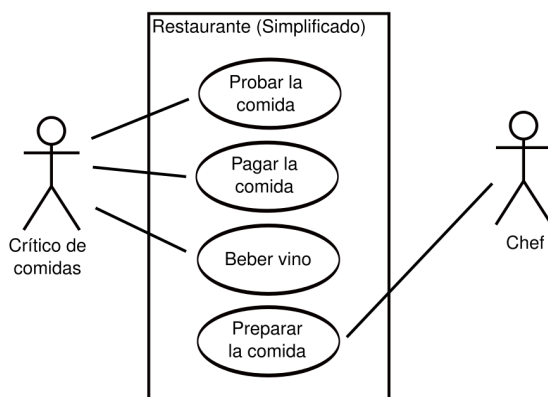 Restaurante (Simplificado)
Probar la
comida
Pagar la
comida
Beber vino
Preparar
la comida
Crítico de
comidas
Chef